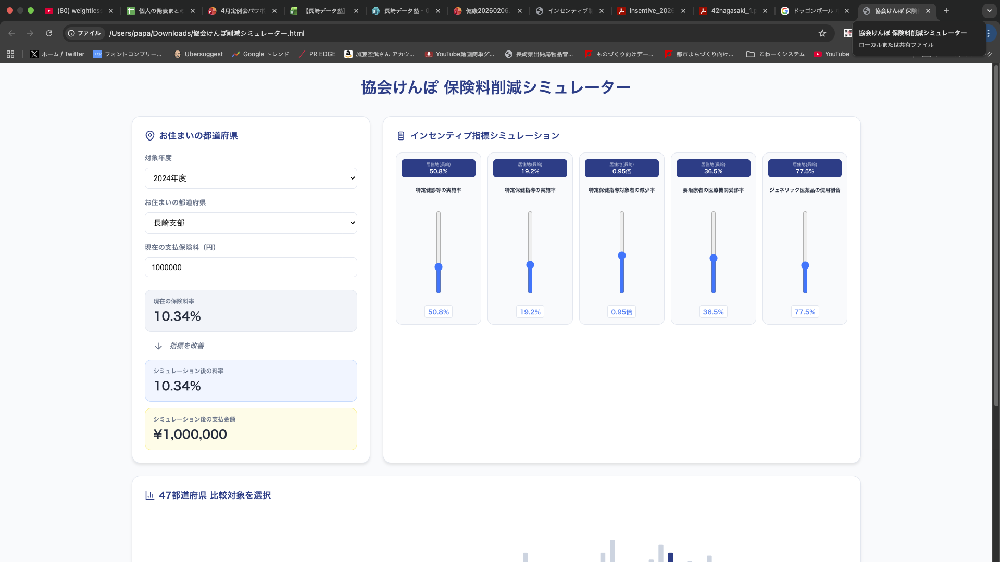 (80) weightles
個人の発表まとめ
4月定例会パワポ
【長崎データ塾】
長崎データ塾 - 0
健康20260206.
インセンティブ制
insentive_2026
42nagasaki_1.p
ドラゴンボール
協会けんぽ 保険料
ファイル
/Users/papa/Downloads/協会けんぽ削減シミュレーター.html
協会けんぽ 保険料削減シミュレーター
ローカルまたは共有ファイル
ホーム / Twitter
フォントコンプリー...
Ubersuggest
Google トレンド
PR EDGE
加藤空武さん アカウ...
YouTube動画簡単ダ...
長崎県出納局物品管...
ものづくり向けデー...
都市まちづくり向け...
こわーくシステム
YouTube
協会けんぽ 保険料削減シミュレーター
お住まいの都道府県
対象年度
2024年度
お住まいの都道府県
長崎支部
現在の支払保険料（円）
1000000
現在の保険料率
10.34%
指標を改善
シミュレーション後の料率
10.34%
シミュレーション後の支払金額
¥1,000,000
インセンティブ指標シミュレーション
居住地(長崎)
50.8%
特定健診等の実施率
50.8%
居住地(長崎)
19.2%
特定保健指導の実施率
19.2%
居住地(長崎)
0.95倍
特定保健指導対象者の減少率
0.95倍
居住地(長崎)
36.5%
要治療者の医療機関受診率
36.5%
居住地(長崎)
77.5%
ジェネリック医薬品の使用割合
77.5%
47都道府県 比較対象を選択